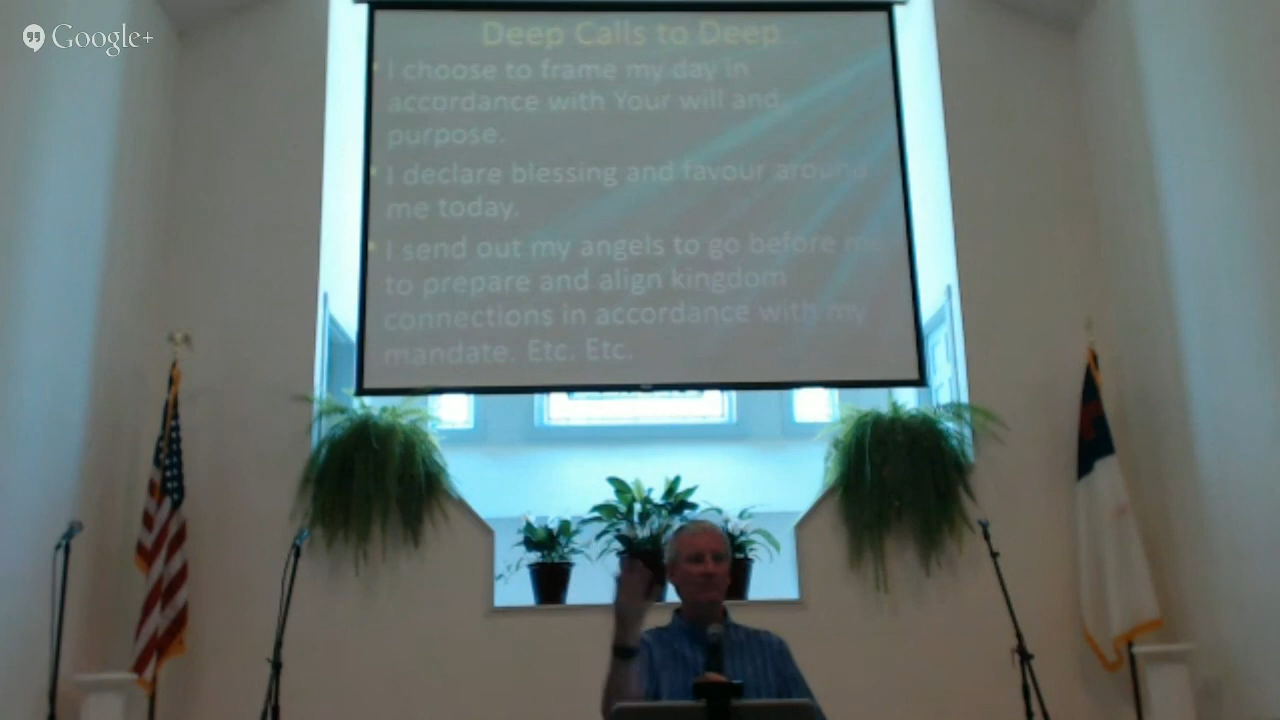 Google+
Deep Calls to Deep
I choose to frame my day in
accordance with Your will and
purpose.
I declare blessing and favour around
me today.
I send out my angels to go before me
to prepare and align kingdom
connections in accordance with my
mandate. Etc. Etc.